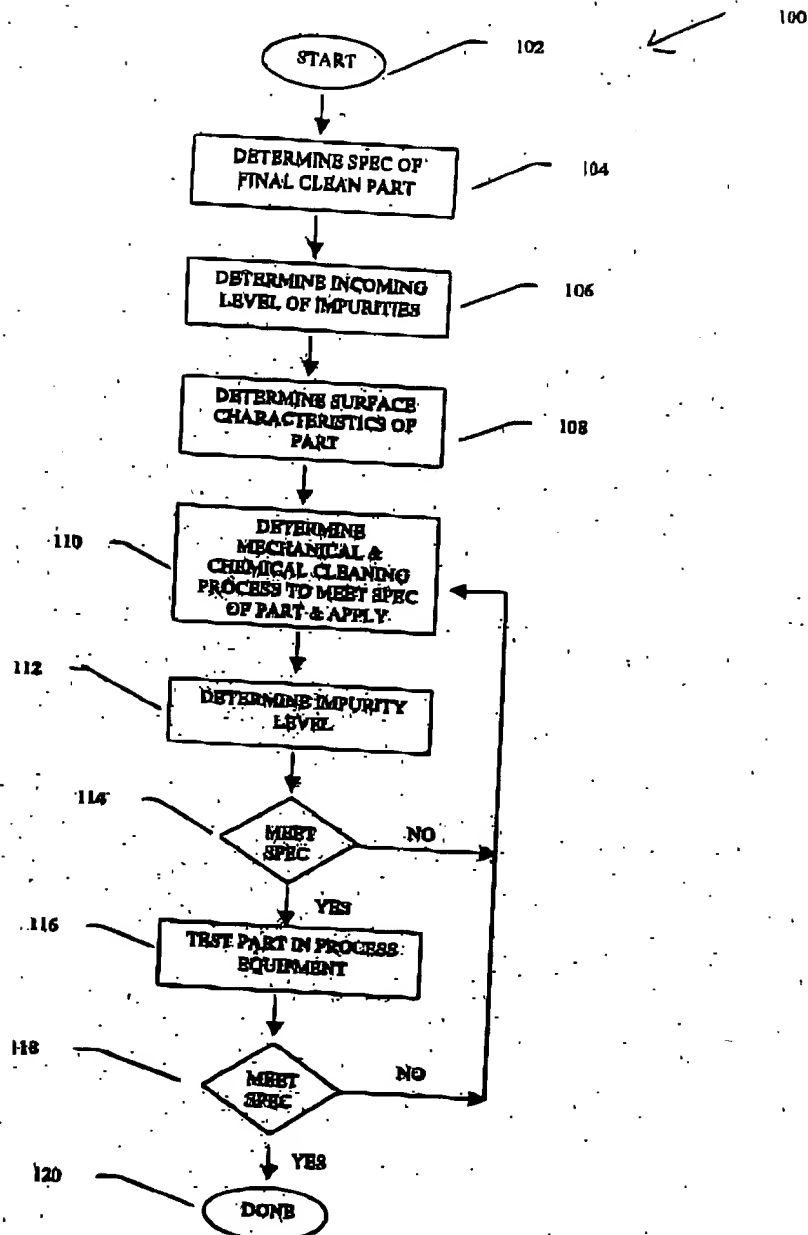 100
START
102
DETERMINE SPEC OF
FINAL CLEAN PART
104
DETERMINE INCOMING
LEVEL OF IMPURITIES
106
DETERMINE SURFACE
CHARACTERISTICS OF
PART
108
110
DETERMINE
MECHANICAL &
CHEMICAL CLEANING
PROCESS TO MEET SPEC
OF PART & APPLY
112
DETERMINE IMPURITY
LEVEL
114
MEET
SPEC
NO
YES
116
TEST PART IN PROCESS
EQUIPMENT
118
MEET
SPEC
NO
YES
120
DONE